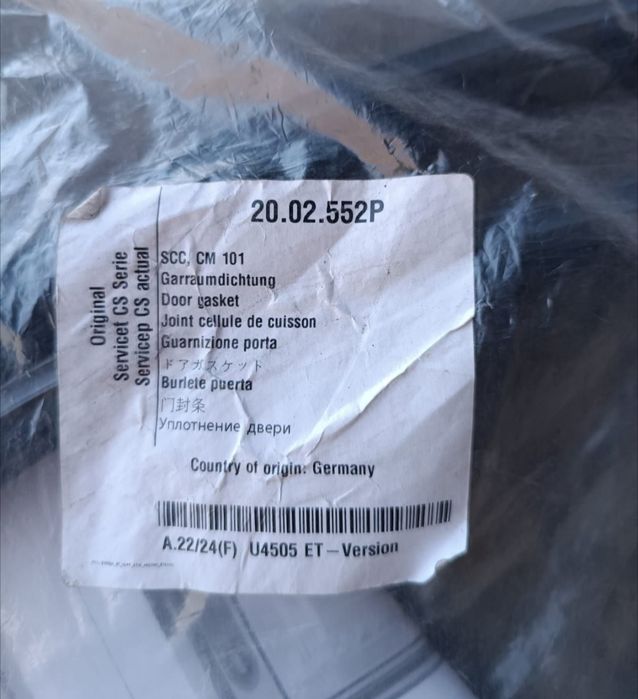 20.02.552P
Original
Servicet CS Serie
Servicep CS actual
SCC, CM 101
Garraumdichtung
Door gasket
Joint cellule de cuisson
Guarnizione porta
ドアガスケット
Burlete puerta
门封条
Уплотнение двери
Country of origin: Germany
A.22/24(F) U4505 ET-Version